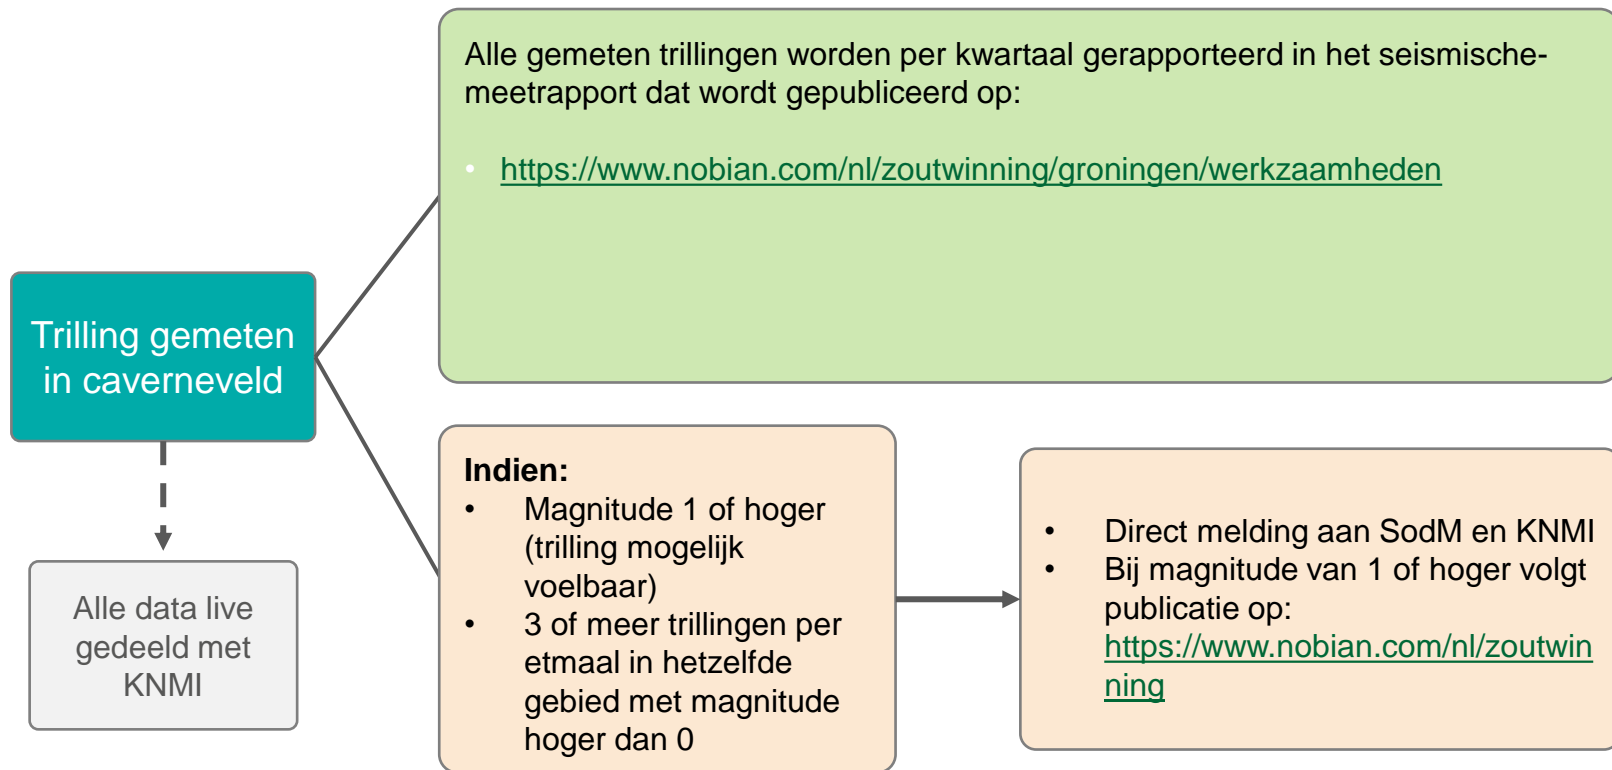 Alle gemeten trillingen worden per kwartaal gerapporteerd in het seismische-
meetrapport dat wordt gepubliceerd op:
• https://www.nobian.com/nl/zoutwinning/groningen/werkzaamheden
Trilling gemeten
in caverneveld
Alle data live
gedeeld met
KNMI
Indien:
• Magnitude 1 of hoger
(trilling mogelijk
voelbaar)
• 3 of meer trillingen per
etmaal in hetzelfde
gebied met magnitude
hoger dan 0
• Direct melding aan SodM en KNMI
• Bij magnitude van 1 of hoger volgt
publicatie op:
https://www.nobian.com/nl/zoutwin
ning